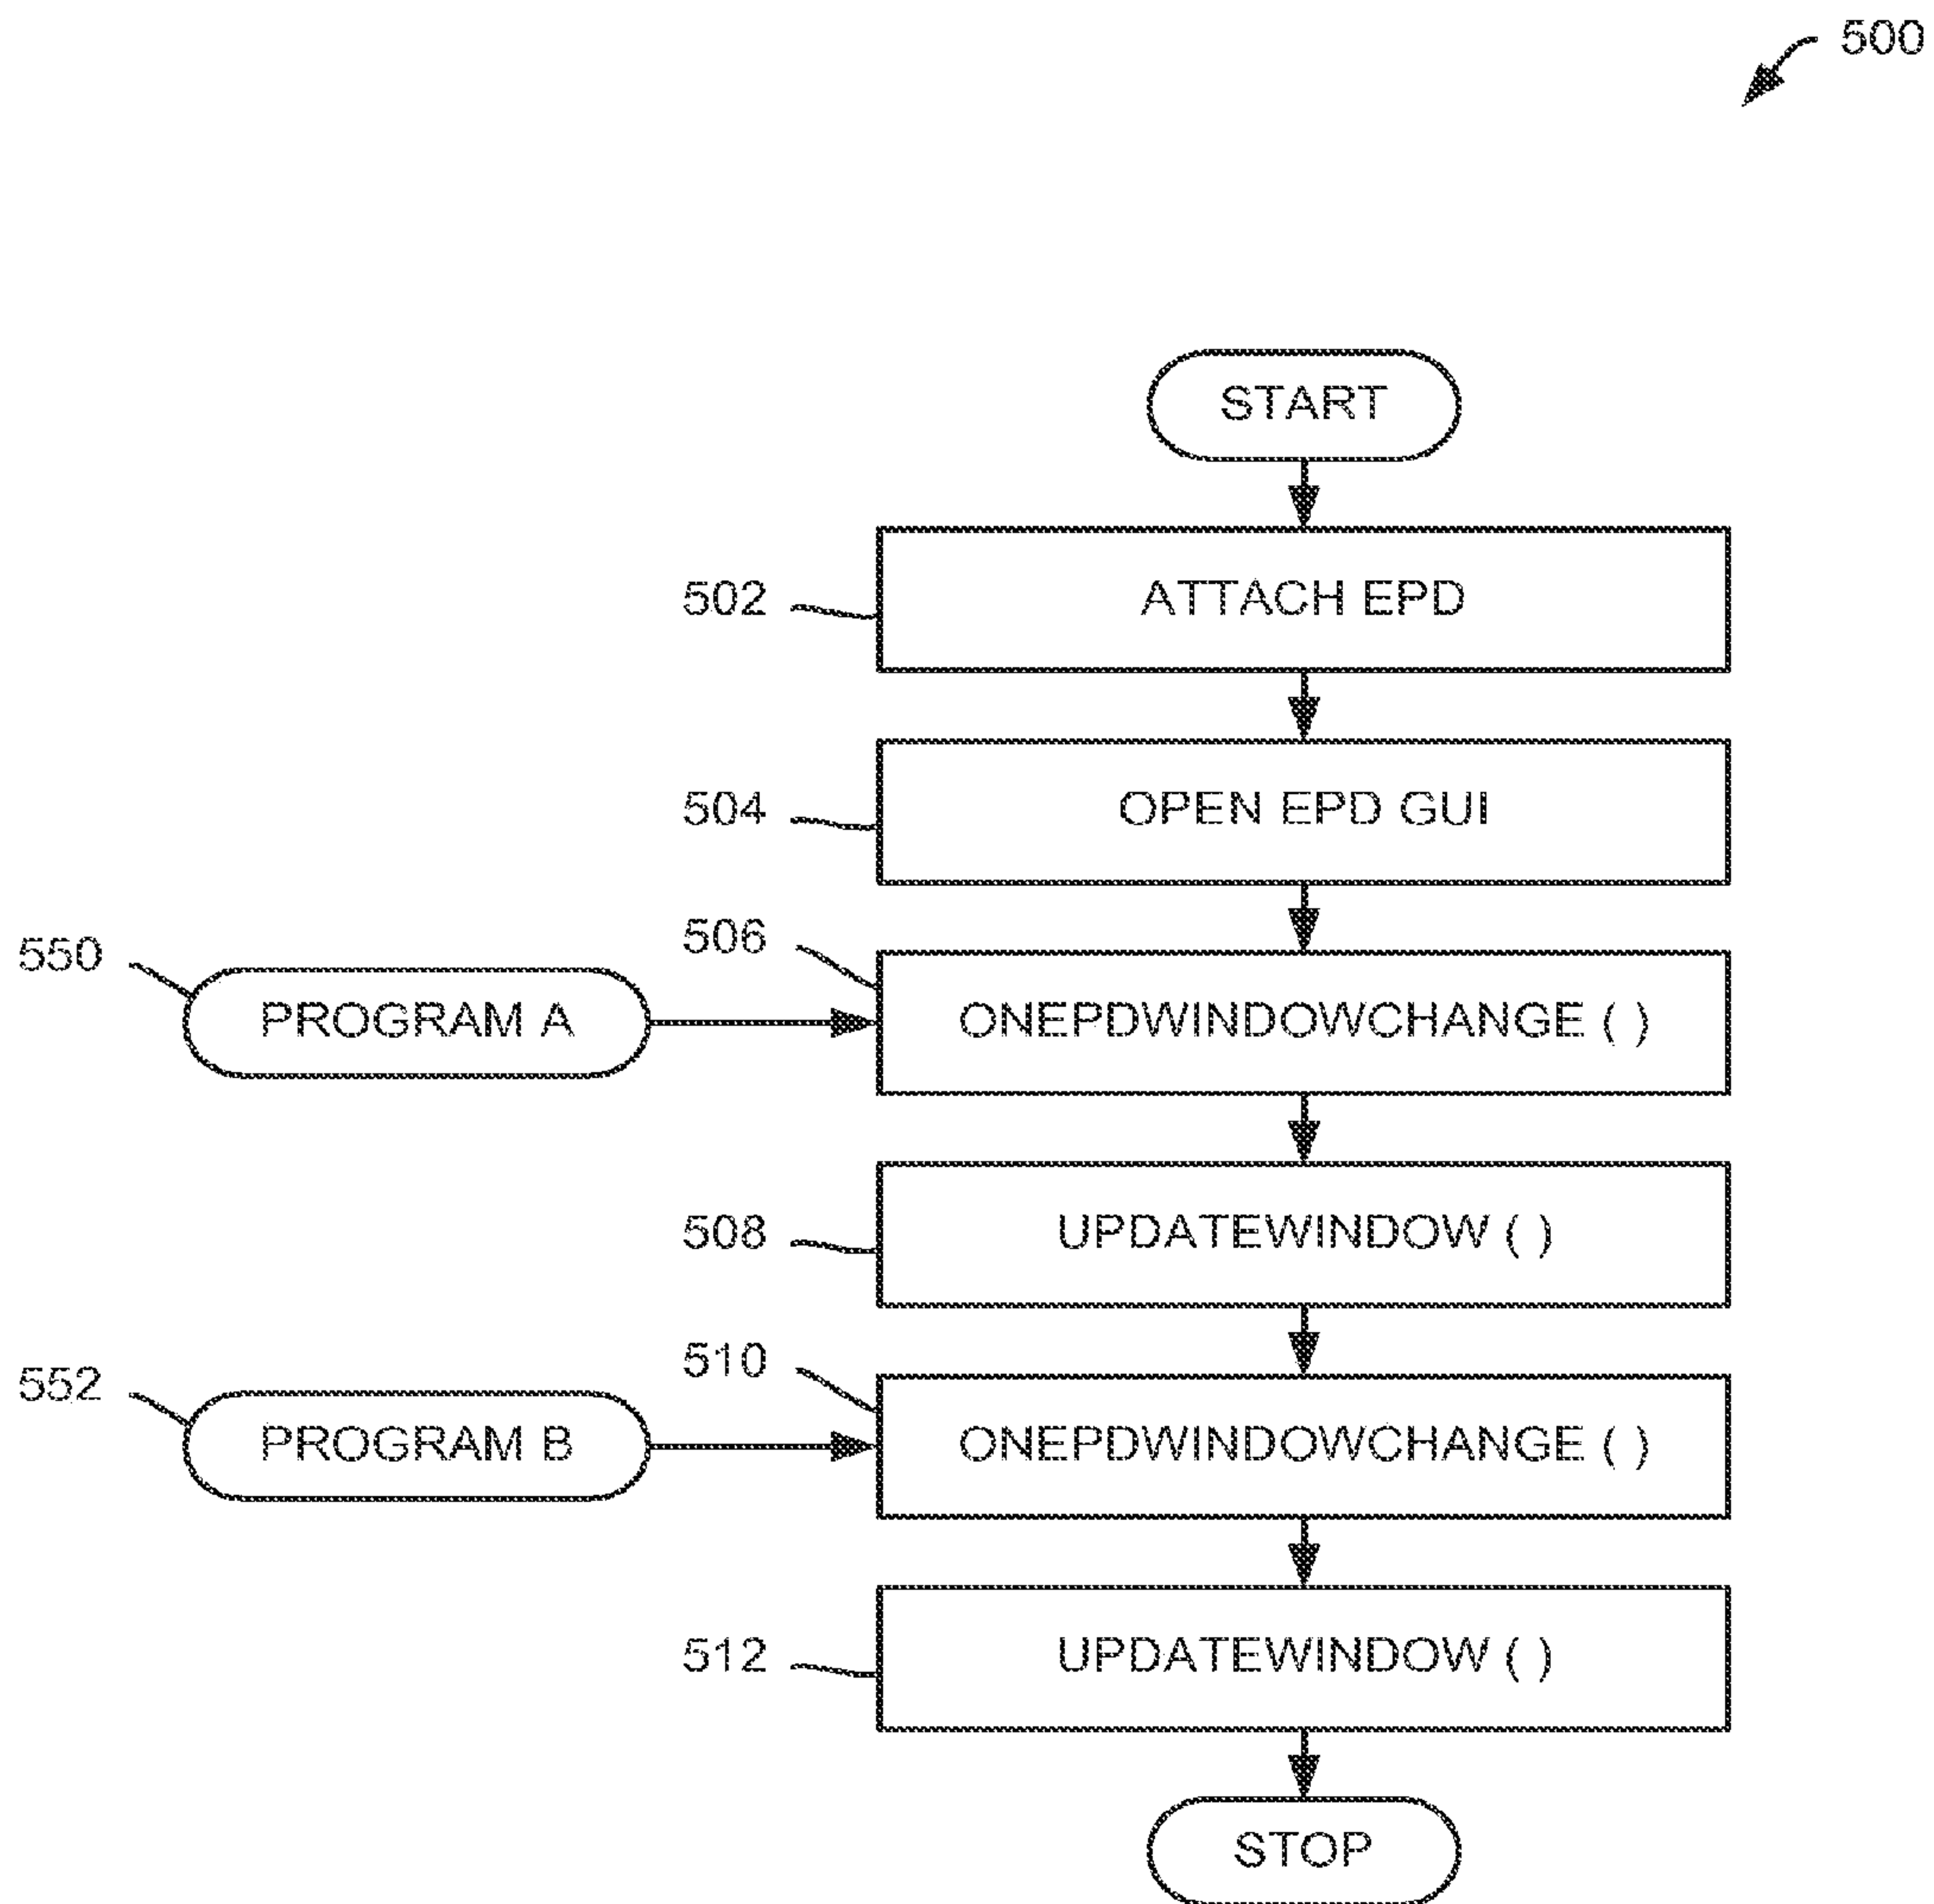 500
START
502
ATTACH EPD
504
OPEN EPD GUI
506
550
PROGRAM A
ONEPDWINDOWCHANGE ( )
508
UPDATEWINDOW ( )
510
552
PROGRAM B
ONEPDWINDOWCHANGE ( )
512
UPDATEWINDOW ( )
STOP